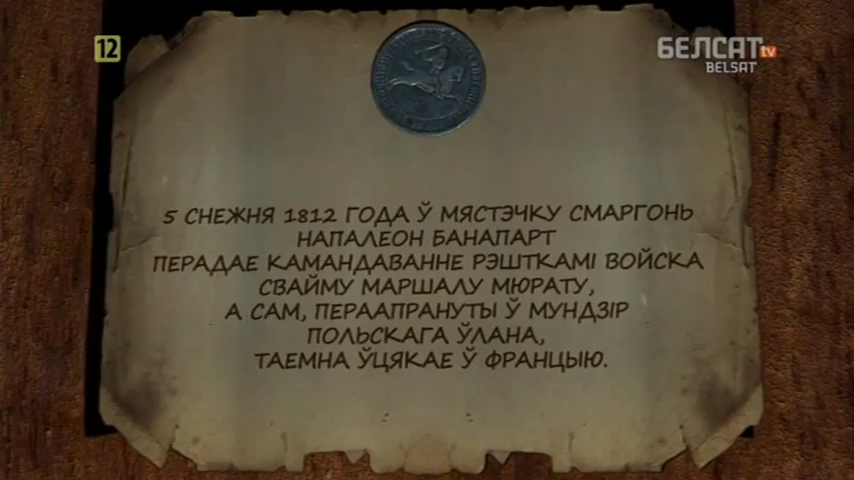 12
БЕЛСАТ tv
BELSAT
5 СНЕЖНЯ 1812 ГОДА Ў МЯСТЭЧКУ СМАРГОНЬ
НАПАЛЕОН БАНАПАРТ
ПЕРАДАЕ КАМАНДАВАННЕ РЭШТКАМІ ВОЙСКА
СВАЙМУ МАРШАЛУ МЮРАТУ,
А САМ, ПЕРААПРАНУТЫ Ў МУНДЗІР
ПОЛЬСКАГА ЎЛАНА,
ТАЕМНА ЎЦЯКАЕ Ў ФРАНЦЫЮ.